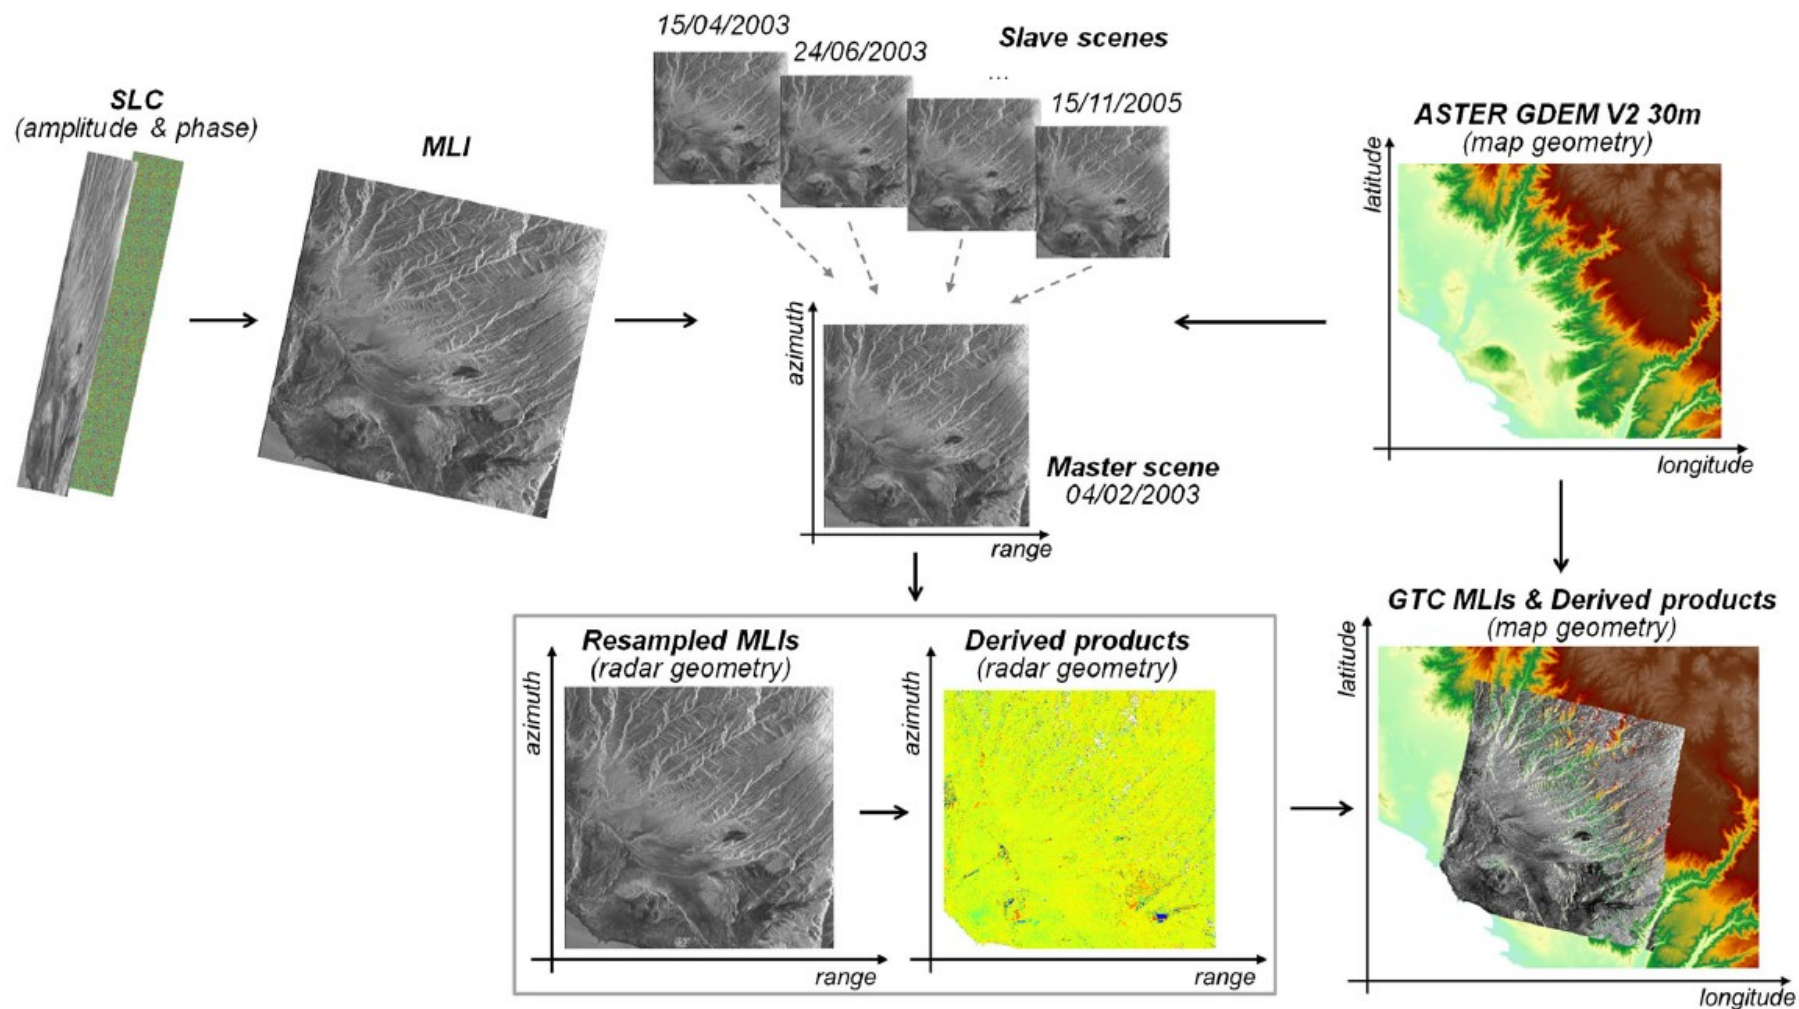 SLC
(amplitude & phase)
MLI
15/04/2003
24/06/2003
Slave scenes
...
15/11/2005
azimuth
range
Master scene
04/02/2003
ASTER GDEM V2 30m
(map geometry)
latitude
longitude
Resampled MLIs
(radar geometry)
azimuth
range
Derived products
(radar geometry)
azimuth
range
GTC MLIs & Derived products
(map geometry)
latitude
longitude